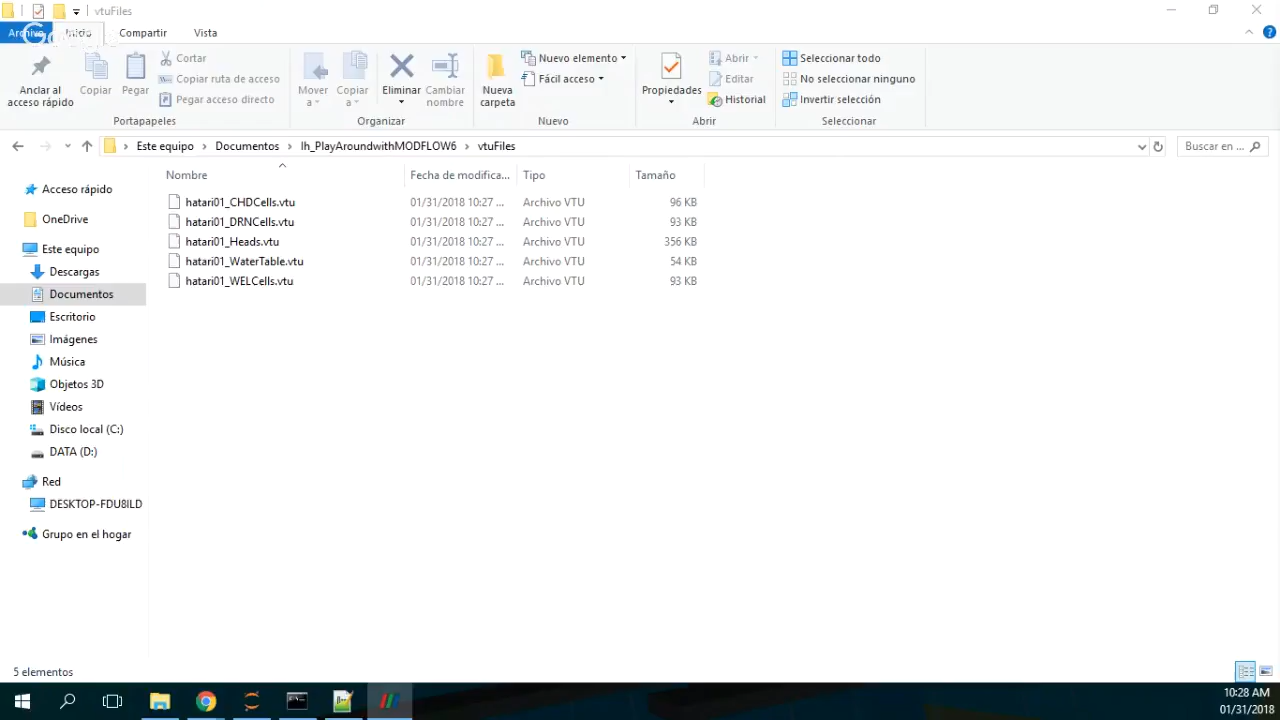 vtuFiles
Archivo Inicio Compartir Vista
Anclar al acceso rápido
Copiar
Pegar
Cortar
Copiar ruta de acceso
Pegar acceso directo
Portapapeles
Mover a
Copiar a
Eliminar
Cambiar nombre
Organizar
Nueva carpeta
Nuevo elemento
Fácil acceso
Nuevo
Propiedades
Abrir
Editar
Historial
Abrir
Seleccionar todo
No seleccionar ninguno
Invertir selección
Seleccionar
Este equipo > Documentos > lh_PlayAroundwithMODFLOW6 > vtuFiles
Buscar en ...
Nombre Fecha de modifica... Tipo Tamaño
hatari01_CHDCells.vtu 01/31/2018 10:27 ... Archivo VTU 96 KB
hatari01_DRNCells.vtu 01/31/2018 10:27 ... Archivo VTU 93 KB
hatari01_Heads.vtu 01/31/2018 10:27 ... Archivo VTU 356 KB
hatari01_WaterTable.vtu 01/31/2018 10:27 ... Archivo VTU 54 KB
hatari01_WELCells.vtu 01/31/2018 10:27 ... Archivo VTU 93 KB
Acceso rápido
OneDrive
Este equipo
Descargas
Documentos
Escritorio
Imágenes
Música
Objetos 3D
Vídeos
Disco local (C:)
DATA (D:)
Red
DESKTOP-FDU8ILD
Grupo en el hogar
5 elementos
10:28 AM
01/31/2018